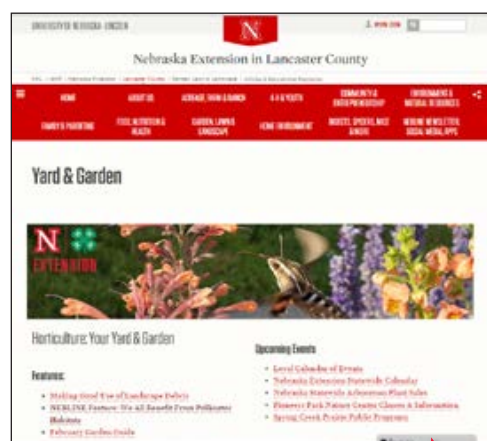 UNIVERSITY OF NEBRASKA–LINCOLN
N
Nebraska Extension in Lancaster County
HOME
ABOUT US
ACREAGE, FARM & RANCH
4-H & YOUTH
COMMUNITY & ENTREPRENEURSHIP
ENVIRONMENT & NATURAL RESOURCES
FAMILY & PARENTING
FOOD, NUTRITION & HEALTH
GARDEN, LAWN & LANDSCAPE
HOME ENVIRONMENT
INSECTS, SPIDERS, MICE & MORE
NEBLINE NEWSLETTER, SOCIAL MEDIA, APPS
Yard & Garden
N
EXTENSION
Horticulture: Your Yard & Garden
Features:
Making Good Use of Landscape Debris
NEBLINE Feature: We All Benefit From Pollinator Habitats
February Garden Guide
Upcoming Events
Local Calendar of Events
Nebraska Extension Statewide Calendar
Nebraska Statewide Arboretum Plant Sales
Pioneers Park Nature Center Classes & Information
Spring Creek Prairie Public Programs